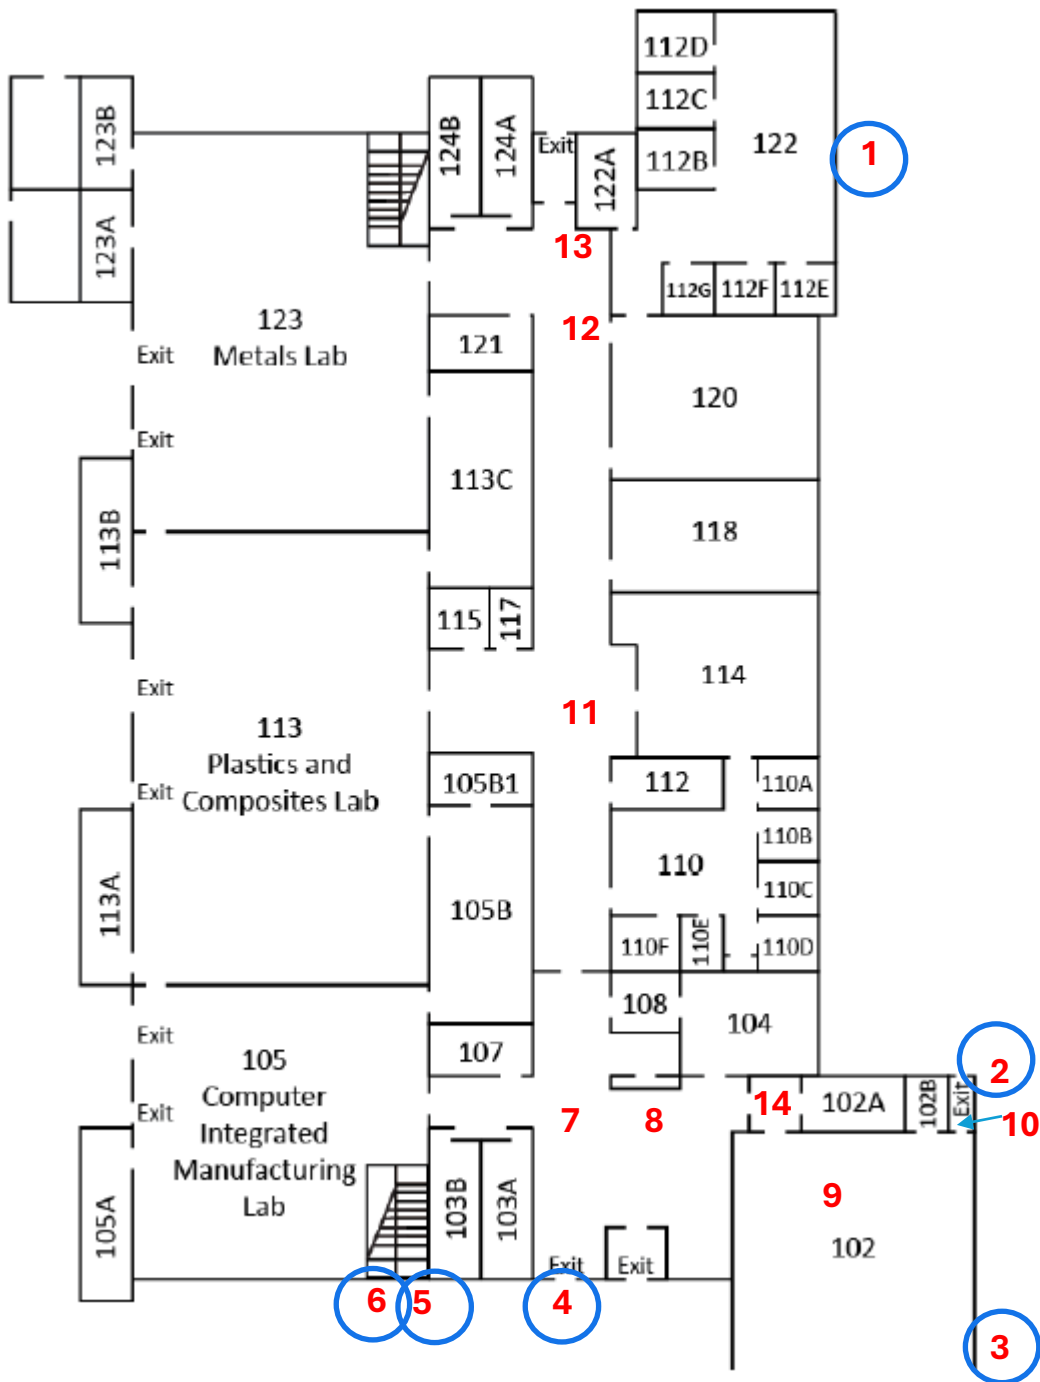 112D
112C
112B
122
1
123B
124B
124A
Exit
122A
123A
13
112G
112F
112E
123
Metals Lab
12
121
Exit
120
Exit
113C
113B
118
115
117
114
Exit
11
113
Plastics and
Composites Lab
Exit
105B1
112
110A
110B
110
110C
113A
105B
110F
110E
110D
108
104
Exit
105
Computer
Integrated
Manufacturing
Lab
107
2
Exit
7
8
14
102A
102B
Exit
10
105A
103B
103A
9
102
Exit
Exit
6
5
4
3